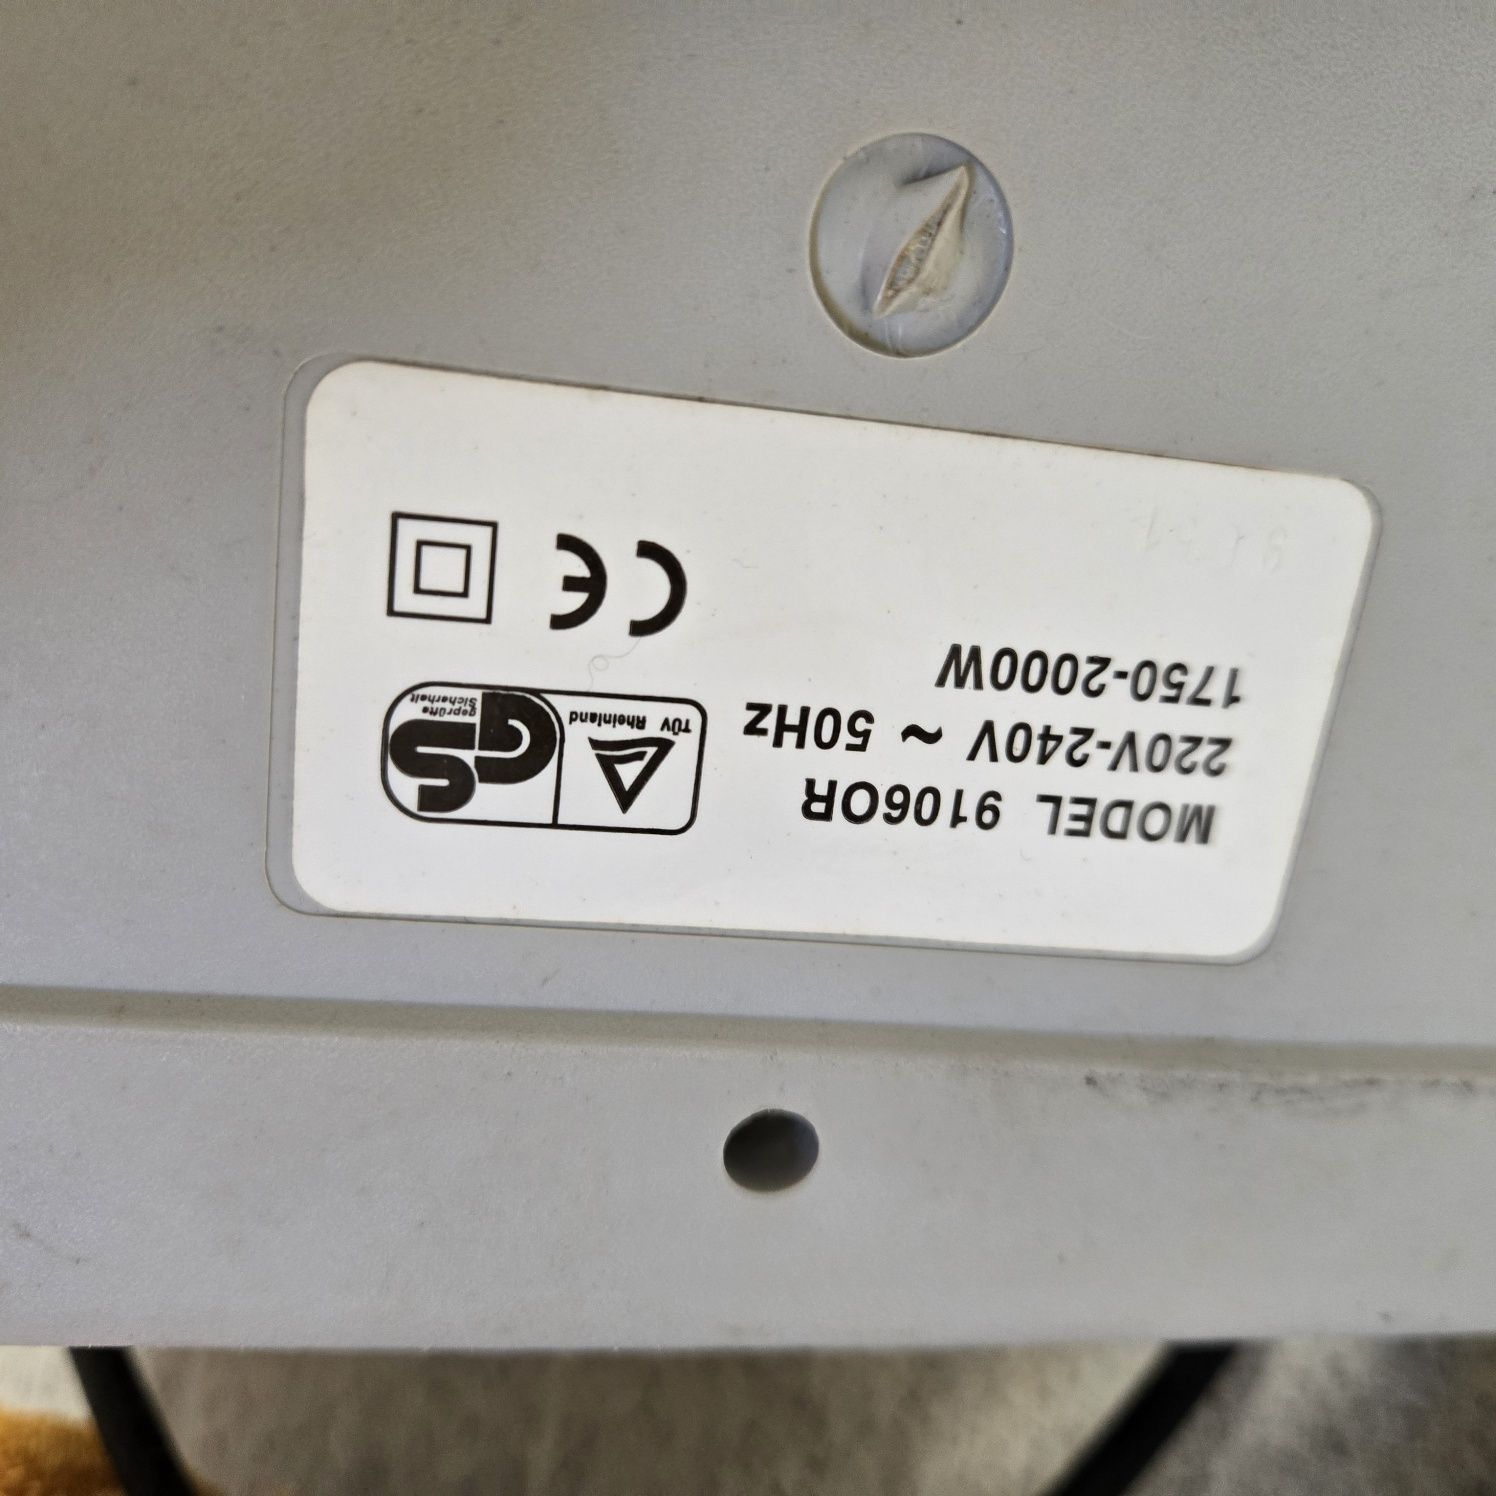 MODEL 9106OR
220V-240V ~ 50Hz
1750-2000W
TÜV
Rheinland
geprüfte
Sicherheit
GS
CE